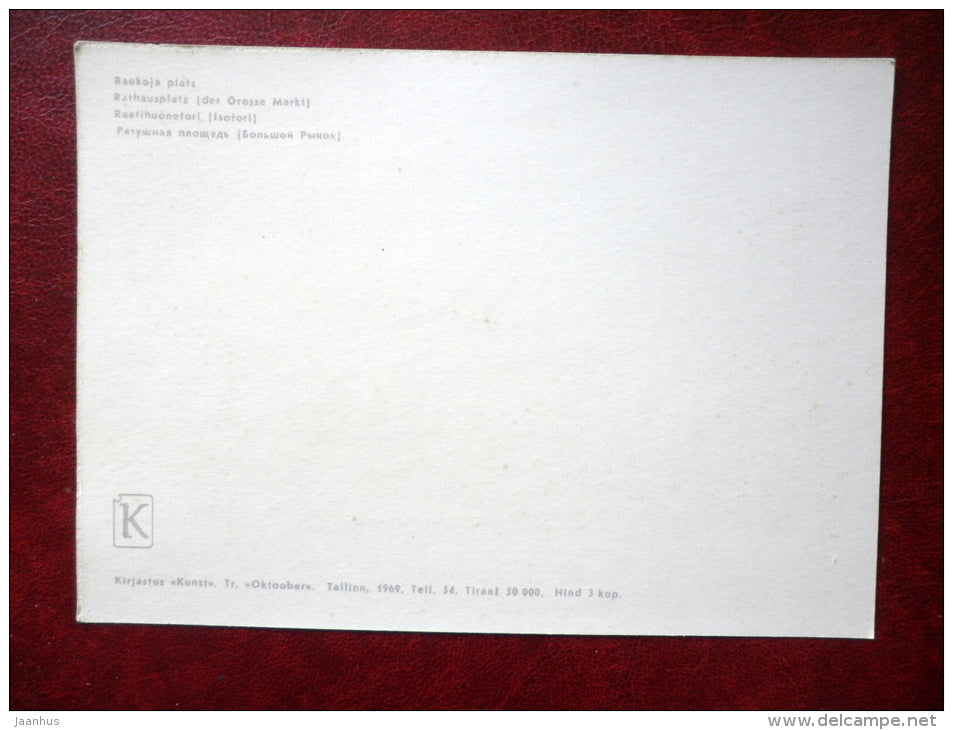 Raekoja plats
Rathausplatz [der Grosse Markt]
Raatihuonetori [Isotori]
Ратушная площадь [Большой Рынок]
K
Kirjastus «Kunst». Tr. «Oktoober». Tallinn, 1969. Tell. 54. Tiraaž 50 000. Hind 3 kop.
jaanhus
www.delcampe.net